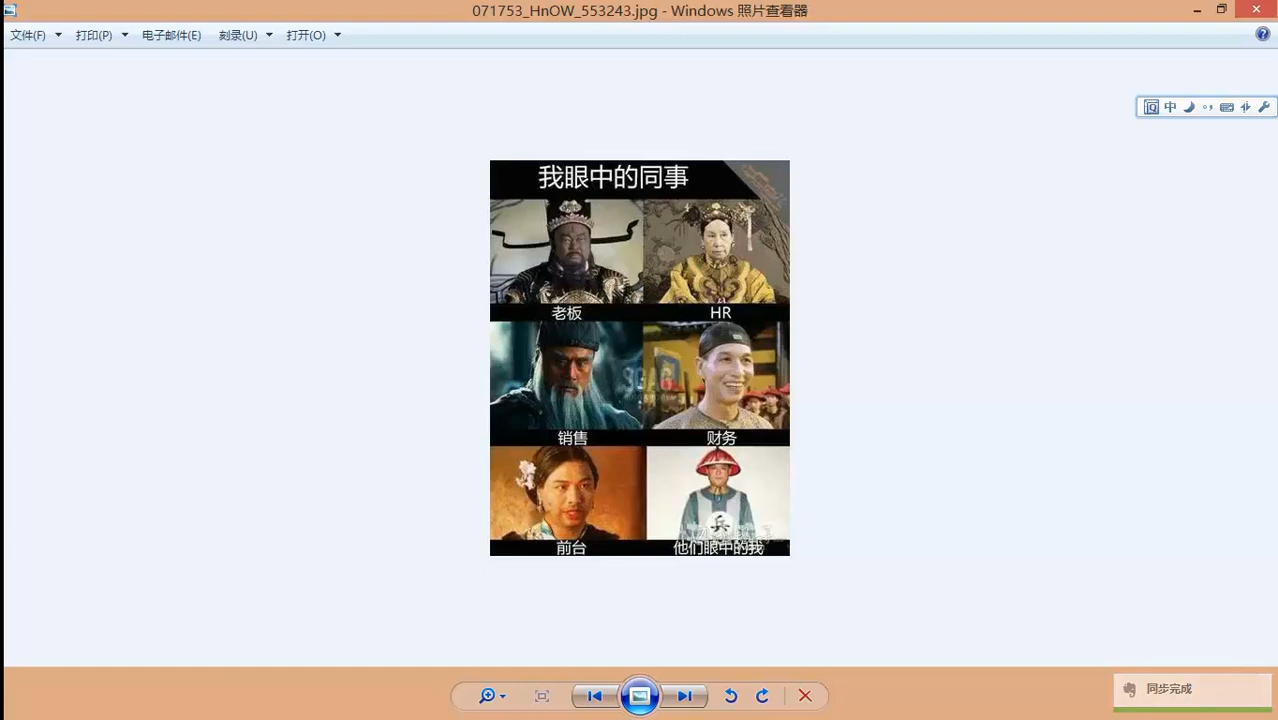 071753_HnOW_553243.jpg - Windows 照片查看器
文件(F) 打印(P) 电子邮件(E) 刻录(U) 打开(O)
中
我眼中的同事
老板 HR
销售 财务
兵
前台 他们眼中的我
同步完成